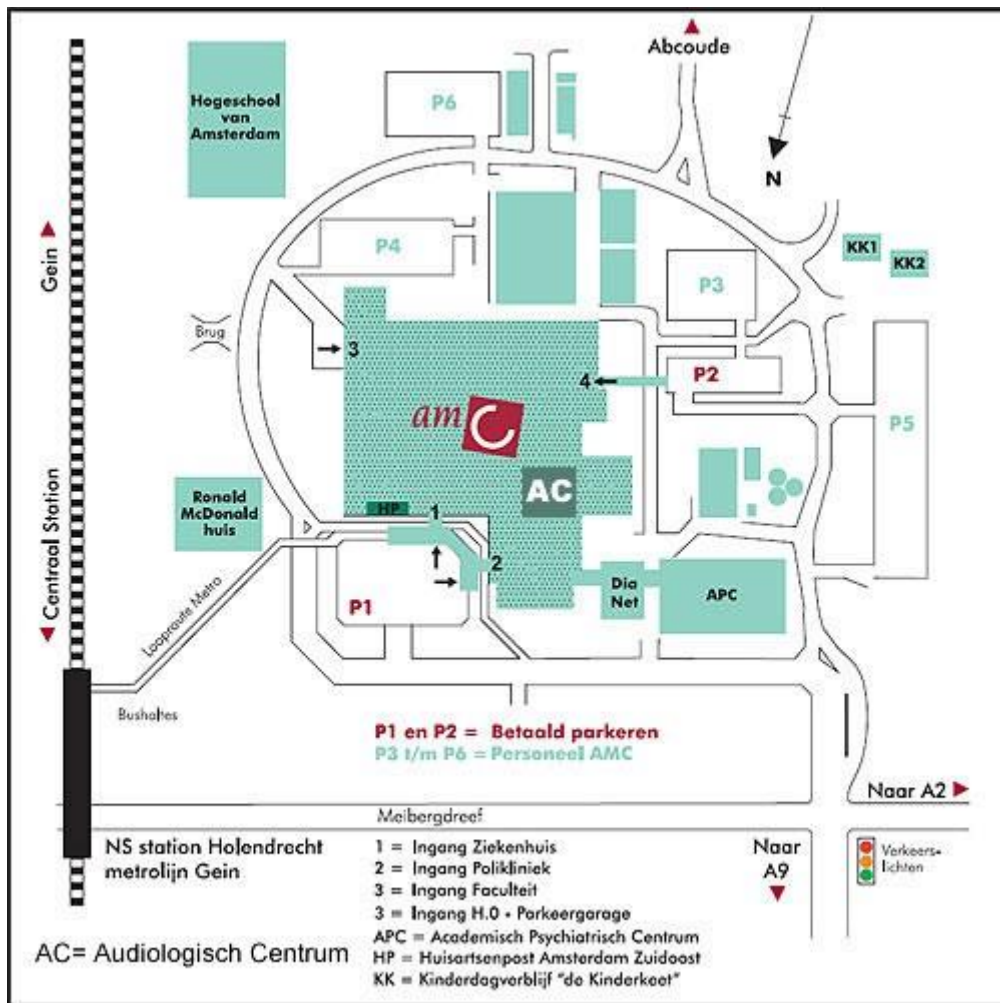 Abcoude
P6
Hogeschool
van
Amsterdam
N
KK1
KK2
P4
P3
Gein
Brug
3
4
P2
amC
P5
AC
Ronald
McDonald
huis
HP
1
2
Centraal Station
Looproute Metro
P1
Dia
Net
APC
Bushaltes
P1 en P2 = Betaald parkeren
P3 t/m P6 = Personeel AMC
Naar A2
Meibergdreef
NS station Holendrecht
metrolijn Gein
1 = Ingang Ziekenhuis
2 = Ingang Polikliniek
3 = Ingang Faculteit
3 = Ingang H.0 - Parkeergarage
APC = Academisch Psychiatrisch Centrum
HP = Huisartsenpost Amsterdam Zuidoost
KK = Kinderdagverblijf "de Kinderkeet"
Naar
A9
Verkeers-
lichten
AC= Audiologisch Centrum